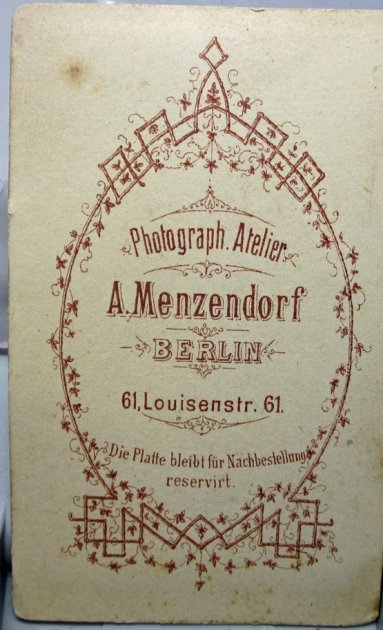 Photograph. Atelier
A. Menzendorf
BERLIN
61, Louisenstr. 61.
Die Platte bleibt für Nachbestellung
reservirt.